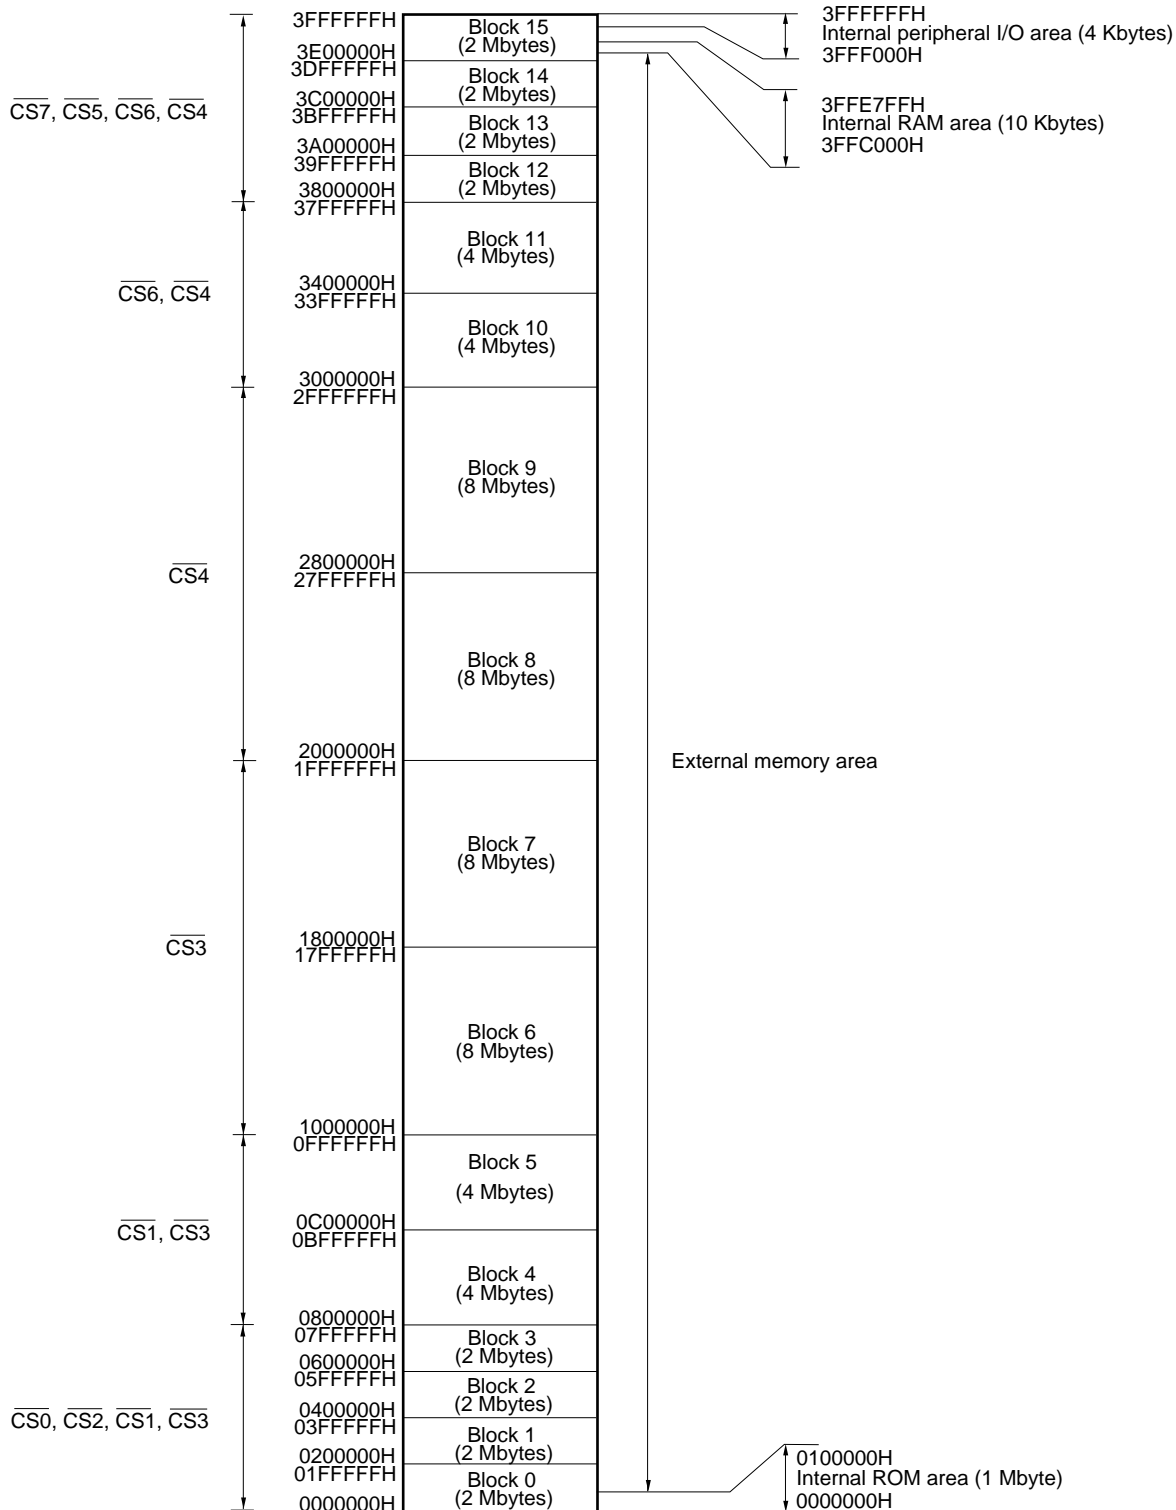 3FFFFFFH
Block 15
(2 Mbytes)
3E00000H
3DFFFFFH
Block 14
(2 Mbytes)
3C00000H
3BFFFFFH
Block 13
(2 Mbytes)
3A00000H
39FFFFFH
Block 12
(2 Mbytes)
3800000H
37FFFFFH
CS7, CS5, CS6, CS4
3FFFFFFH
Internal peripheral I/O area (4 Kbytes)
3FFF000H
3FFE7FFH
Internal RAM area (10 Kbytes)
3FFC000H
Block 11
(4 Mbytes)
CS6, CS4
3400000H
33FFFFFH
Block 10
(4 Mbytes)
3000000H
2FFFFFFH
Block 9
(8 Mbytes)
CS4
2800000H
27FFFFFH
Block 8
(8 Mbytes)
2000000H
1FFFFFFH
External memory area
Block 7
(8 Mbytes)
CS3
1800000H
17FFFFFH
Block 6
(8 Mbytes)
1000000H
0FFFFFFH
Block 5
(4 Mbytes)
CS1, CS3
0C00000H
0BFFFFFH
Block 4
(4 Mbytes)
0800000H
07FFFFFH
Block 3
(2 Mbytes)
0600000H
05FFFFFH
Block 2
(2 Mbytes)
CS0, CS2, CS1, CS3
0400000H
03FFFFFH
Block 1
(2 Mbytes)
0200000H
01FFFFFH
Block 0
(2 Mbytes)
0000000H
0100000H
Internal ROM area (1 Mbyte)
0000000H